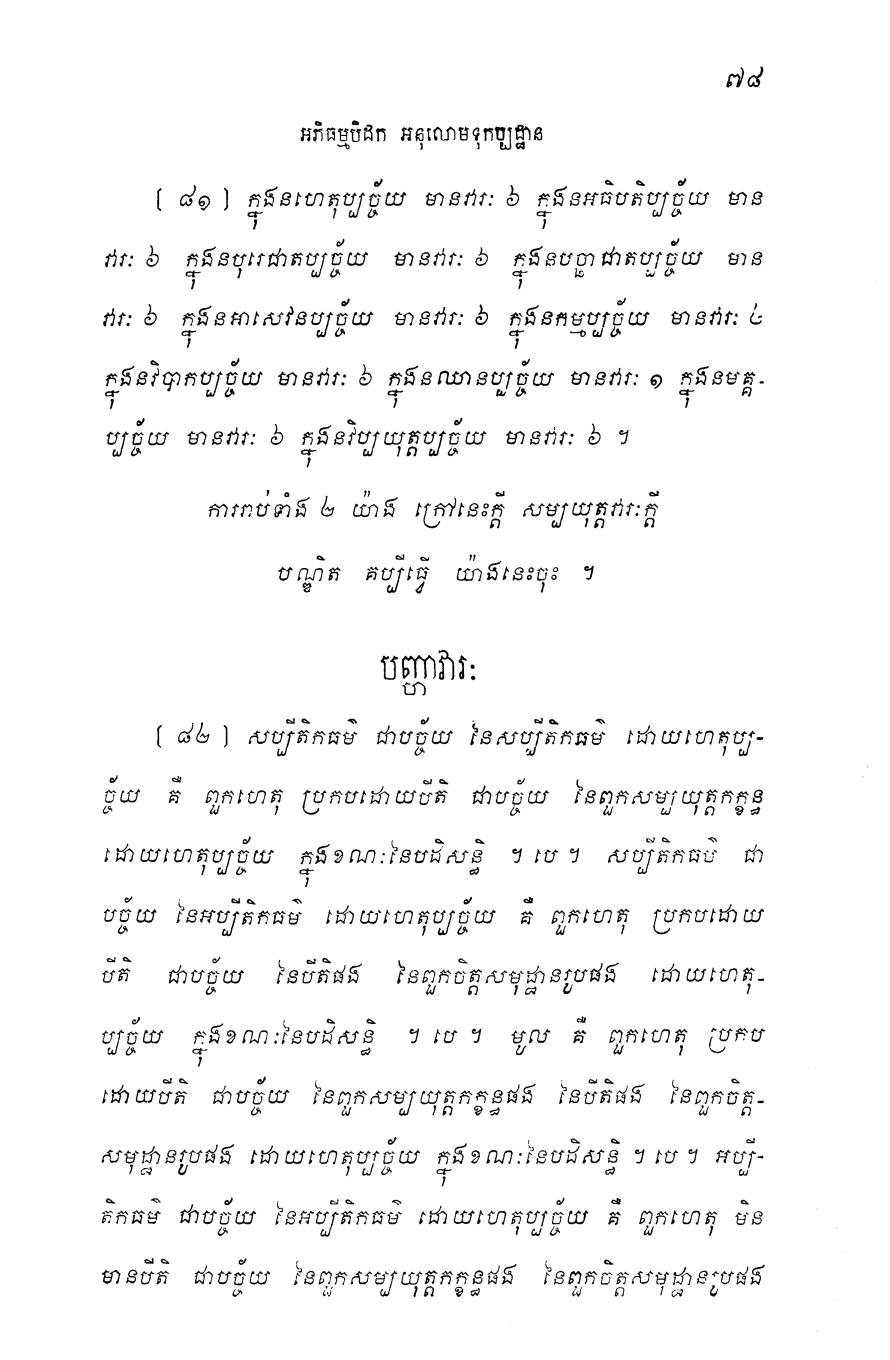 ៧៨
អភិធម្មបិដក អនុលោមទុកប្បដ្ឋាន
[ ៨១ ] ក្នុងនហេតុប្បច្ច័យ មានវារៈ ៦ ក្នុងនអធិបតិប្បច្ច័យ មាន
វារៈ ៦ ក្នុងនបុរេជាតប្បច្ច័យ មានវារៈ ៦ ក្នុងនបច្ឆាជាតប្បច្ច័យ មាន
វារៈ ៦ ក្នុងនអាសេវនប្បច្ច័យ មានវារៈ ៦ ក្នុងនកម្មប្បច្ច័យ មានវារៈ ៤
ក្នុងនវិបាកប្បច្ច័យ មានវារៈ ៦ ក្នុងនឈានប្បច្ច័យ មានវារៈ ១ ក្នុងនមគ្គ-
ប្បច្ច័យ មានវារៈ ៦ ក្នុងនវិប្បយុត្តប្បច្ច័យ មានវារៈ ៦ ។
ការរាប់ទាំង ២ យ៉ាង ក្រៅនេះក្តី សម្បយុត្តវារៈក្តី
បណ្ឌិត គប្បីធ្វើ យ៉ាងនេះចុះ ។
បញ្ហាវារៈ
[ ៨២ ] សប្បីតិកធម៌ ជាបច្ច័យ នៃសប្បីតិកធម៌ ដោយហេតុប្ប-
ច្ច័យ គឺ ពួកហេតុ ប្រកបដោយបីតិ ជាបច្ច័យ នៃពួកសម្បយុត្តកក្ខន្ធ
ដោយហេតុប្បច្ច័យ ក្នុងខណៈនៃបដិសន្ធិ ។ បេ ។ សប្បីតិកធម៌ ជា
បច្ច័យ នៃអប្បីតិកធម៌ ដោយហេតុប្បច្ច័យ គឺ ពួកហេតុ ប្រកបដោយ
បីតិ ជាបច្ច័យ នៃបីតិផង នៃពួកចិត្តសមុដ្ឋានរូបផង ដោយហេតុ-
ប្បច្ច័យ ក្នុងខណៈនៃបដិសន្ធិ ។ បេ ។ មូល គឺ ពួកហេតុ ប្រកប
ដោយបីតិ ជាបច្ច័យ នៃពួកសម្បយុត្តកក្ខន្ធផង នៃបីតិផង នៃពួកចិត្ត-
សមុដ្ឋានរូបផង ដោយហេតុប្បច្ច័យ ក្នុងខណៈនៃបដិសន្ធិ ។ បេ ។ អប្បី-
តិកធម៌ ជាបច្ច័យ នៃអប្បីតិកធម៌ ដោយហេតុប្បច្ច័យ គឺ ពួកហេតុ មិន
មានបីតិ ជាបច្ច័យ នៃពួកសម្បយុត្តកក្ខន្ធផង នៃពួកចិត្តសមុដ្ឋានរូបផង